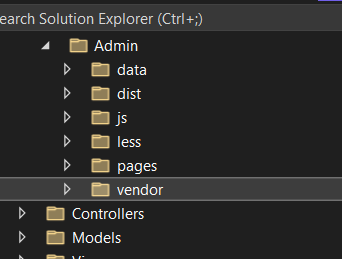 earch Solution Explorer (Ctrl+;)
Admin
data
dist
js
less
pages
vendor
Controllers
Models